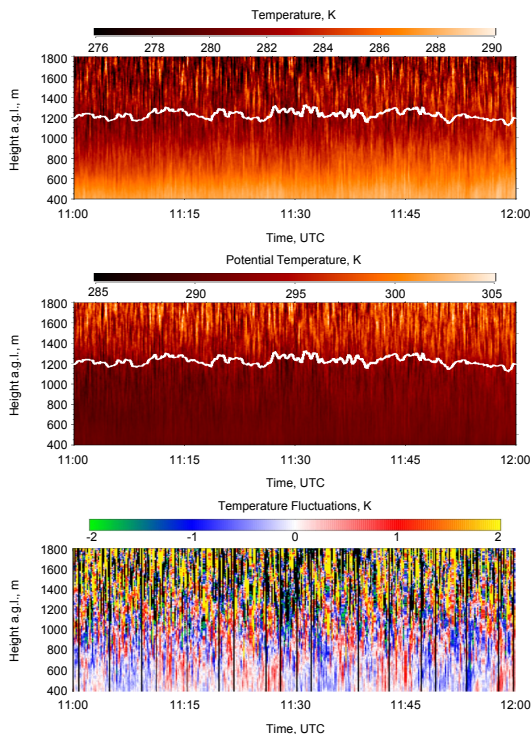 Temperature, K
276 278 280 282 284 286 288 290
1800
1600
1400
1200
1000
800
600
400
Height a.g.l., m
11:00 11:15 11:30 11:45 12:00
Time, UTC
Potential Temperature, K
285 290 295 300 305
1800
1600
1400
1200
1000
800
600
400
Height a.g.l., m
11:00 11:15 11:30 11:45 12:00
Time, UTC
Temperature Fluctuations, K
-2 -1 0 1 2
1800
1600
1400
1200
1000
800
600
400
Height a.g.l., m
11:00 11:15 11:30 11:45 12:00
Time, UTC